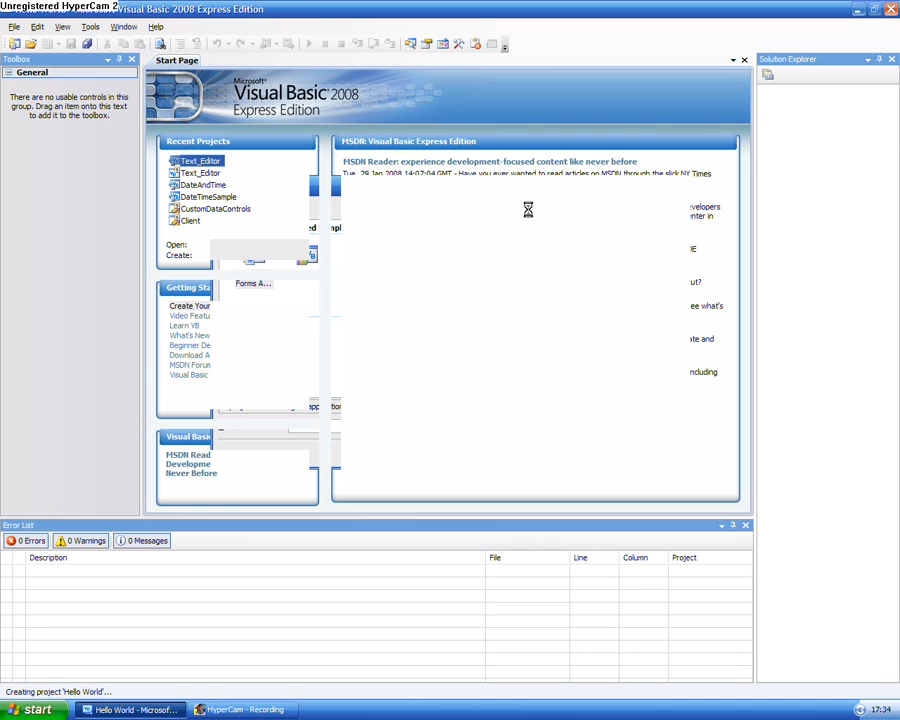 Unregistered HyperCam 2
Visual Basic 2008 Express Edition
File Edit View Tools Window Help
Toolbox
General
There are no usable controls in this
group. Drag an item onto this text
to add it to the toolbox.
Start Page
Microsoft®
Visual Basic® 2008
Express Edition
Recent Projects
Text_Editor
Text_Editor
DateAndTime
DateTimeSample
CustomDataControls
Client
Open:
Create:
Forms A...
Getting Sta
Create Your
Video Featu
Learn VB
What's New
Beginner De
Download A
MSDN Forum
Visual Basic
Visual Basic
MSDN Read
Developme
Never Before
MSDN: Visual Basic Express Edition
MSDN Reader: experience development-focused content like never before
Tue, 29 Jan 2008 14:07:04 GMT - Have you ever wanted to read articles on MSDN through the slick NY Times
evelopers
enter in
DE
ut?
ee what's
ate and
ncluding
Solution Explorer
Error List
0 Errors 0 Warnings 0 Messages
Description File Line Column Project
Creating project 'Hello World'...
start Hello World - Microsof... HyperCam - Recording 17:34